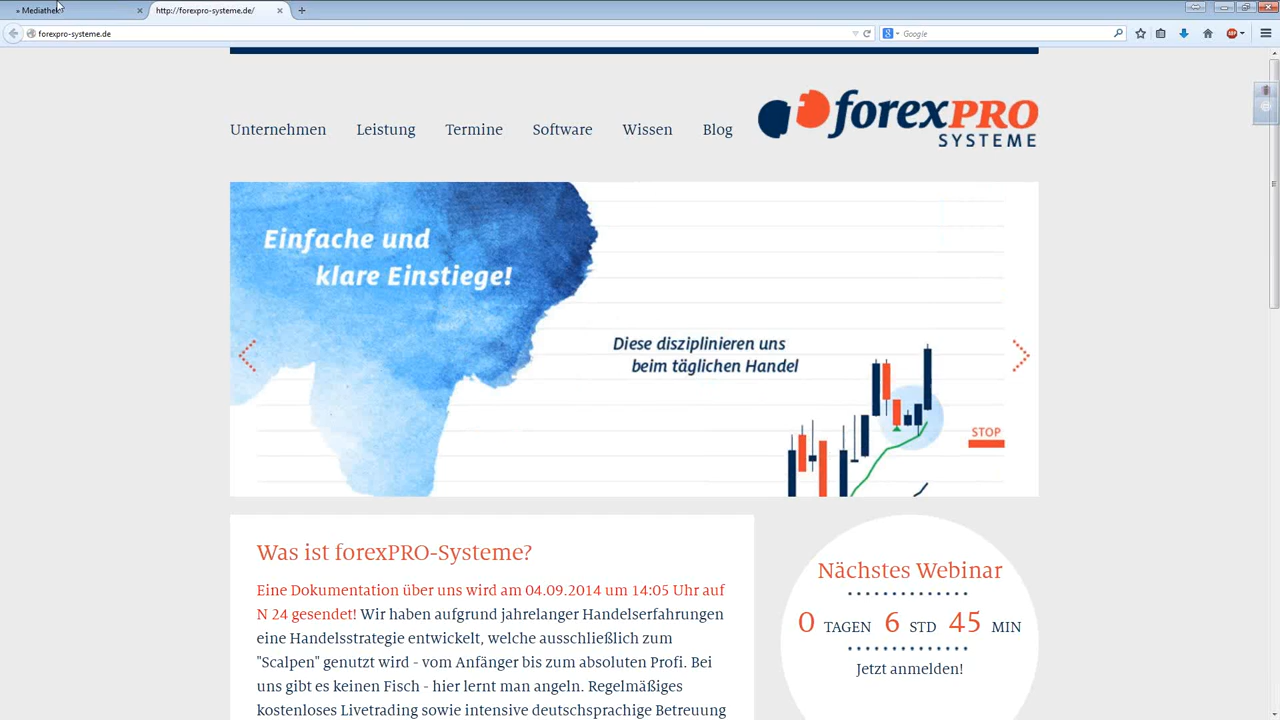 » Mediathek
http://forexpro-systeme.de/
forexpro-systeme.de
Google
Unternehmen
Leistung
Termine
Software
Wissen
Blog
forexPRO
SYSTEME
Einfache und
klare Einstiege!
Diese disziplinieren uns
beim täglichen Handel
STOP
Was ist forexPRO-Systeme?
Eine Dokumentation über uns wird am 04.09.2014 um 14:05 Uhr auf
N 24 gesendet! Wir haben aufgrund jahrelanger Handelserfahrungen
eine Handelsstrategie entwickelt, welche ausschließlich zum
"Scalpen" genutzt wird - vom Anfänger bis zum absoluten Profi. Bei
uns gibt es keinen Fisch - hier lernt man angeln. Regelmäßiges
kostenloses Livetrading sowie intensive deutschsprachige Betreuung
Nächstes Webinar
0 TAGEN 6 STD 45 MIN
Jetzt anmelden!